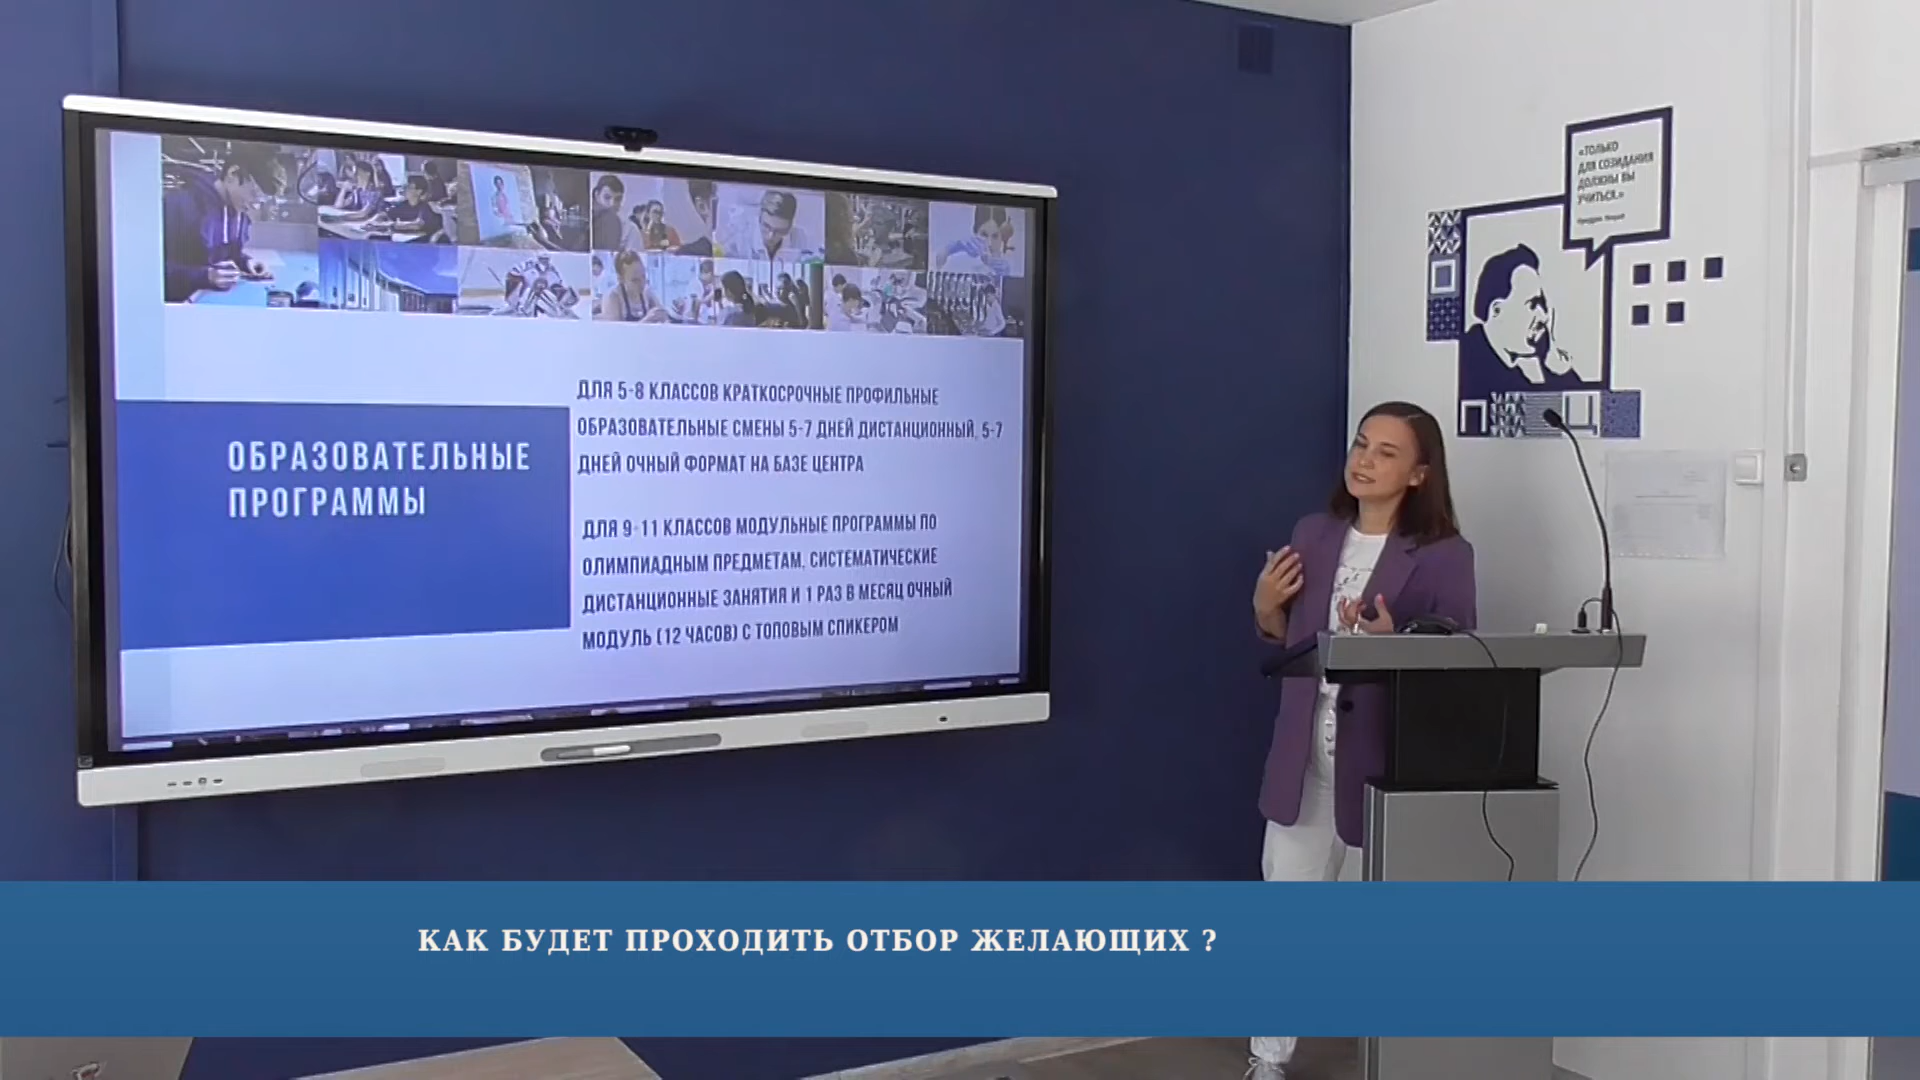 ОБРАЗОВАТЕЛЬНЫЕ
ПРОГРАММЫ
ДЛЯ 5-8 КЛАССОВ КРАТКОСРОЧНЫЕ ПРОФИЛЬНЫЕ
ОБРАЗОВАТЕЛЬНЫЕ СМЕНЫ 5-7 ДНЕЙ ДИСТАНЦИОННЫЙ, 5-7
ДНЕЙ ОЧНЫЙ ФОРМАТ НА БАЗЕ ЦЕНТРА
ДЛЯ 9-11 КЛАССОВ МОДУЛЬНЫЕ ПРОГРАММЫ ПО
ОЛИМПИАДНЫМ ПРЕДМЕТАМ, СИСТЕМАТИЧЕСКИЕ
ДИСТАНЦИОННЫЕ ЗАНЯТИЯ И 1 РАЗ В МЕСЯЦ ОЧНЫЙ
МОДУЛЬ (12 ЧАСОВ) С ТОПОВЫМ СПИКЕРОМ
«ТОЛЬКО
ДЛЯ СОЗИДАНИЯ
ДОЛЖНЫ ВЫ
УЧИТЬСЯ.»
КАК БУДЕТ ПРОХОДИТЬ ОТБОР ЖЕЛАЮЩИХ ?